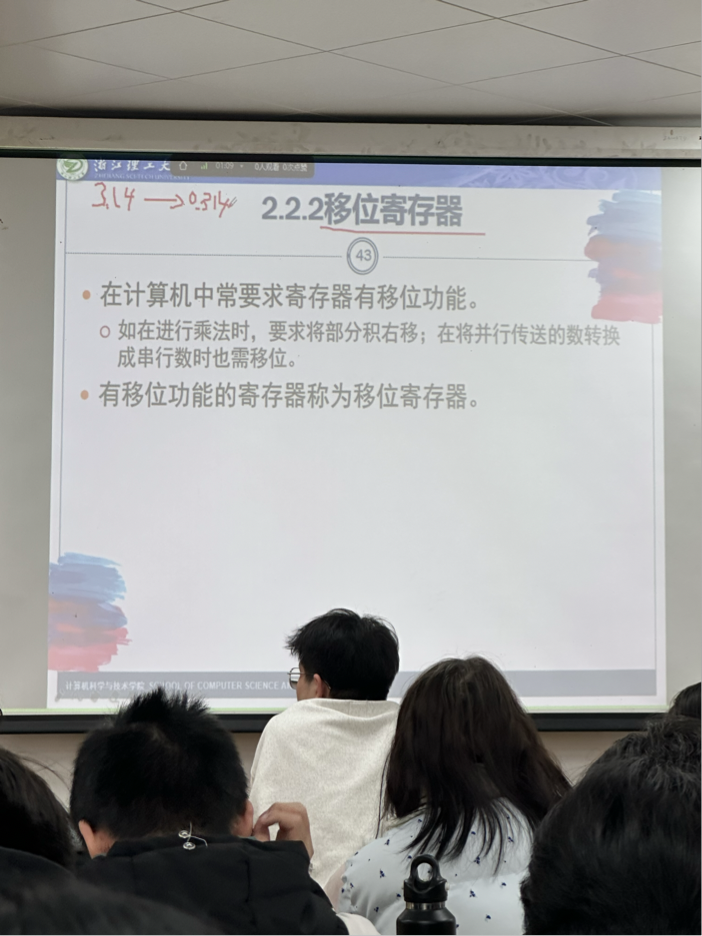 浙江理工大
01:09
3.14 → 0.314
2.2.2移位寄存器
43
• 在计算机中常要求寄存器有移位功能。
○ 如在进行乘法时，要求将部分积右移；在将并行传送的数转换
成串行数时也需移位。
• 有移位功能的寄存器称为移位寄存器。
计算机科学与技术学院 SCHOOL OF COMPUTER SCIENCE